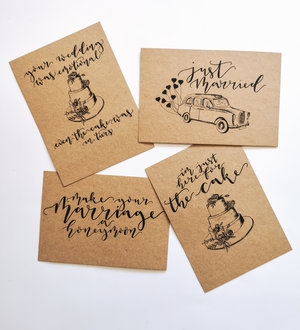 your wedding
was emotional
even the cake was
in tiers
just
Married
make your
Marriage
a
honeymoon
im just
here for
the cake